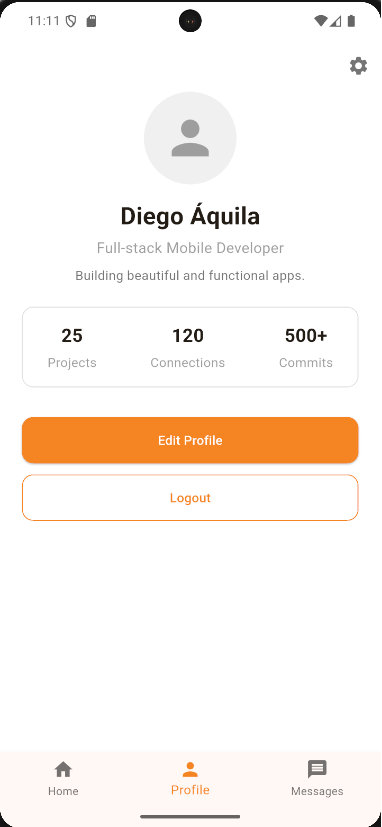 11:11
Diego Áquila
Full-stack Mobile Developer
Building beautiful and functional apps.
25 120 500+
Projects Connections Commits
Edit Profile
Logout
Home Profile Messages